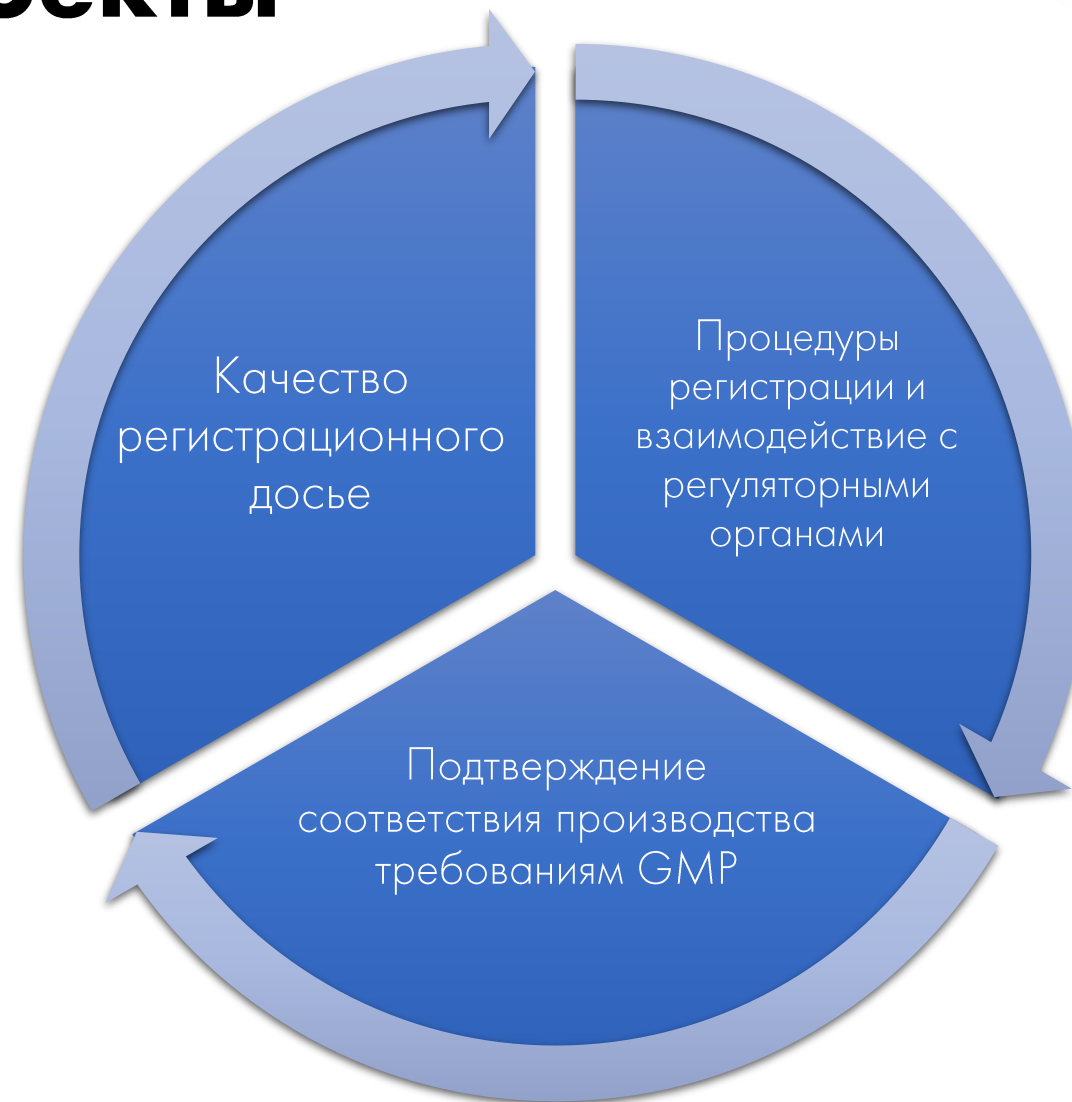 Качество
регистрационного
досье
Процедуры
регистрации и
взаимодействие с
регуляторными
органами
Подтверждение
соответствия производства
требованиям GMP